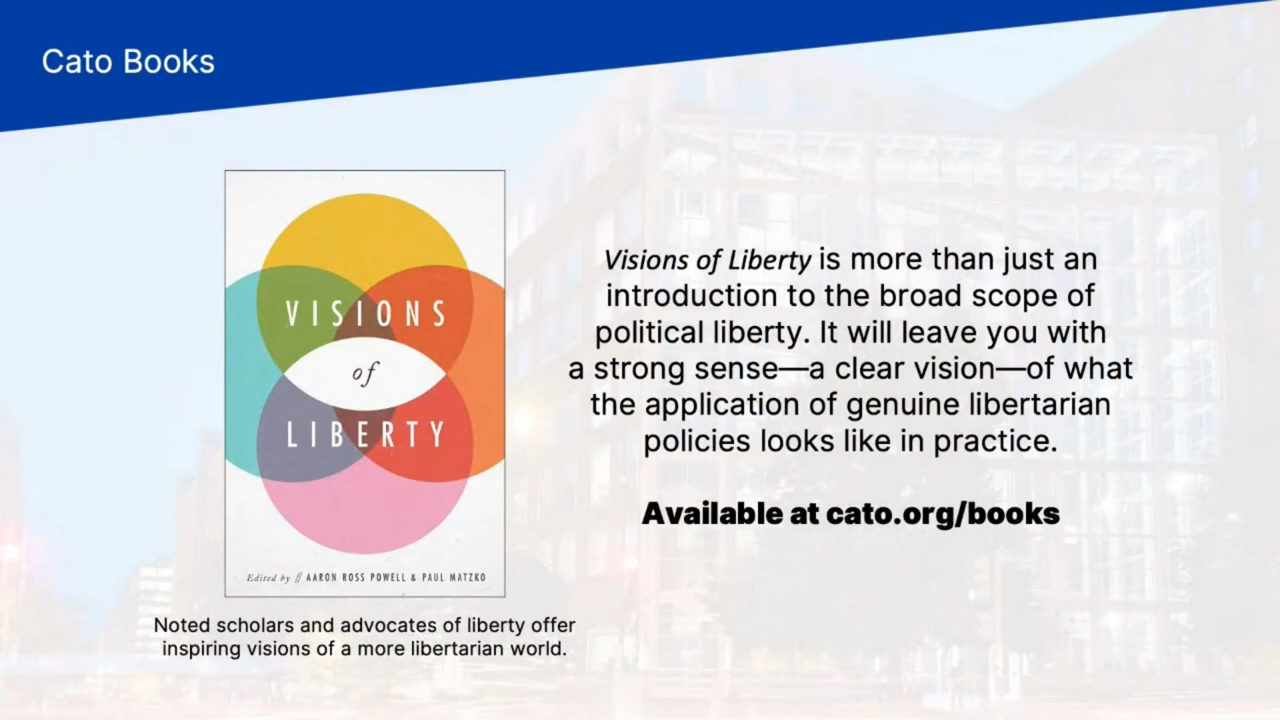 Cato Books
VISIONS
of
LIBERTY
Edited by // AARON ROSS POWELL & PAUL MATZKO
Noted scholars and advocates of liberty offer
inspiring visions of a more libertarian world.
Visions of Liberty is more than just an
introduction to the broad scope of
political liberty. It will leave you with
a strong sense—a clear vision—of what
the application of genuine libertarian
policies looks like in practice.
Available at cato.org/books